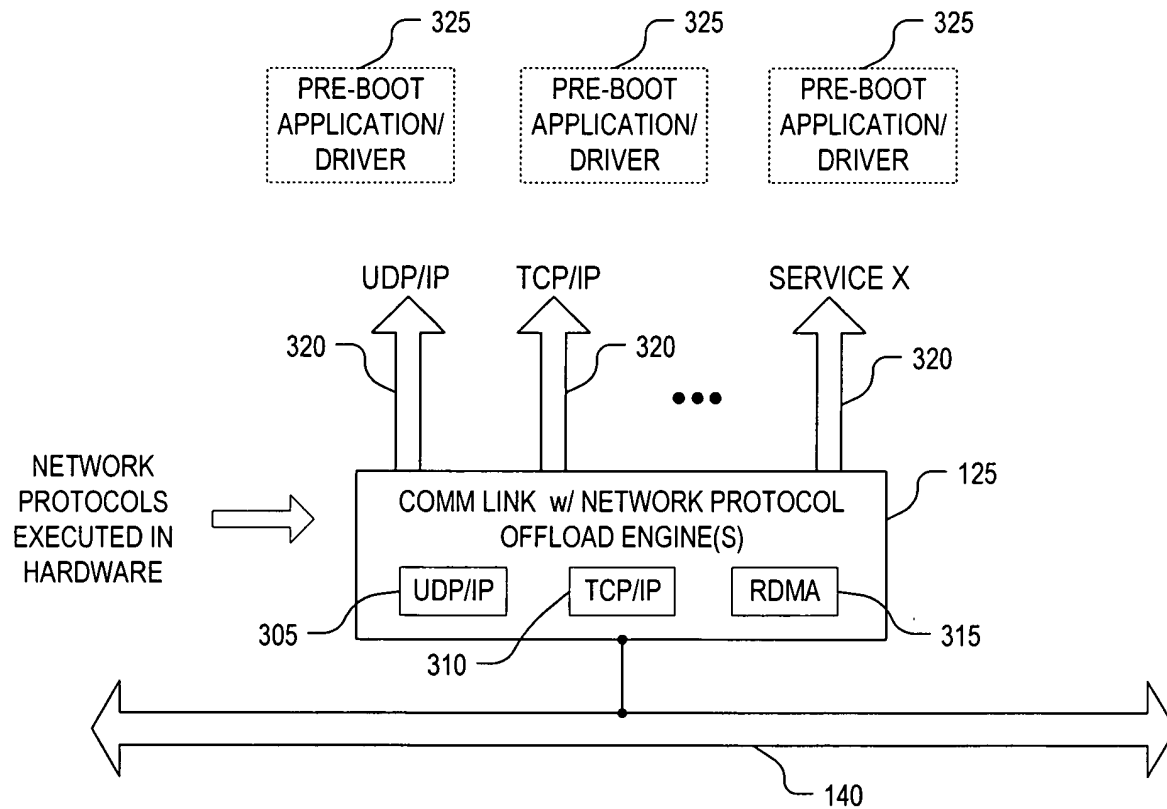 325
325
325
PRE-BOOT
APPLICATION/
DRIVER
PRE-BOOT
APPLICATION/
DRIVER
PRE-BOOT
APPLICATION/
DRIVER
UDP/IP
TCP/IP
SERVICE X
320
320
320
NETWORK
PROTOCOLS
EXECUTED IN
HARDWARE
125
COMM LINK w/ NETWORK PROTOCOL
OFFLOAD ENGINE(S)
UDP/IP
TCP/IP
RDMA
305
310
315
140